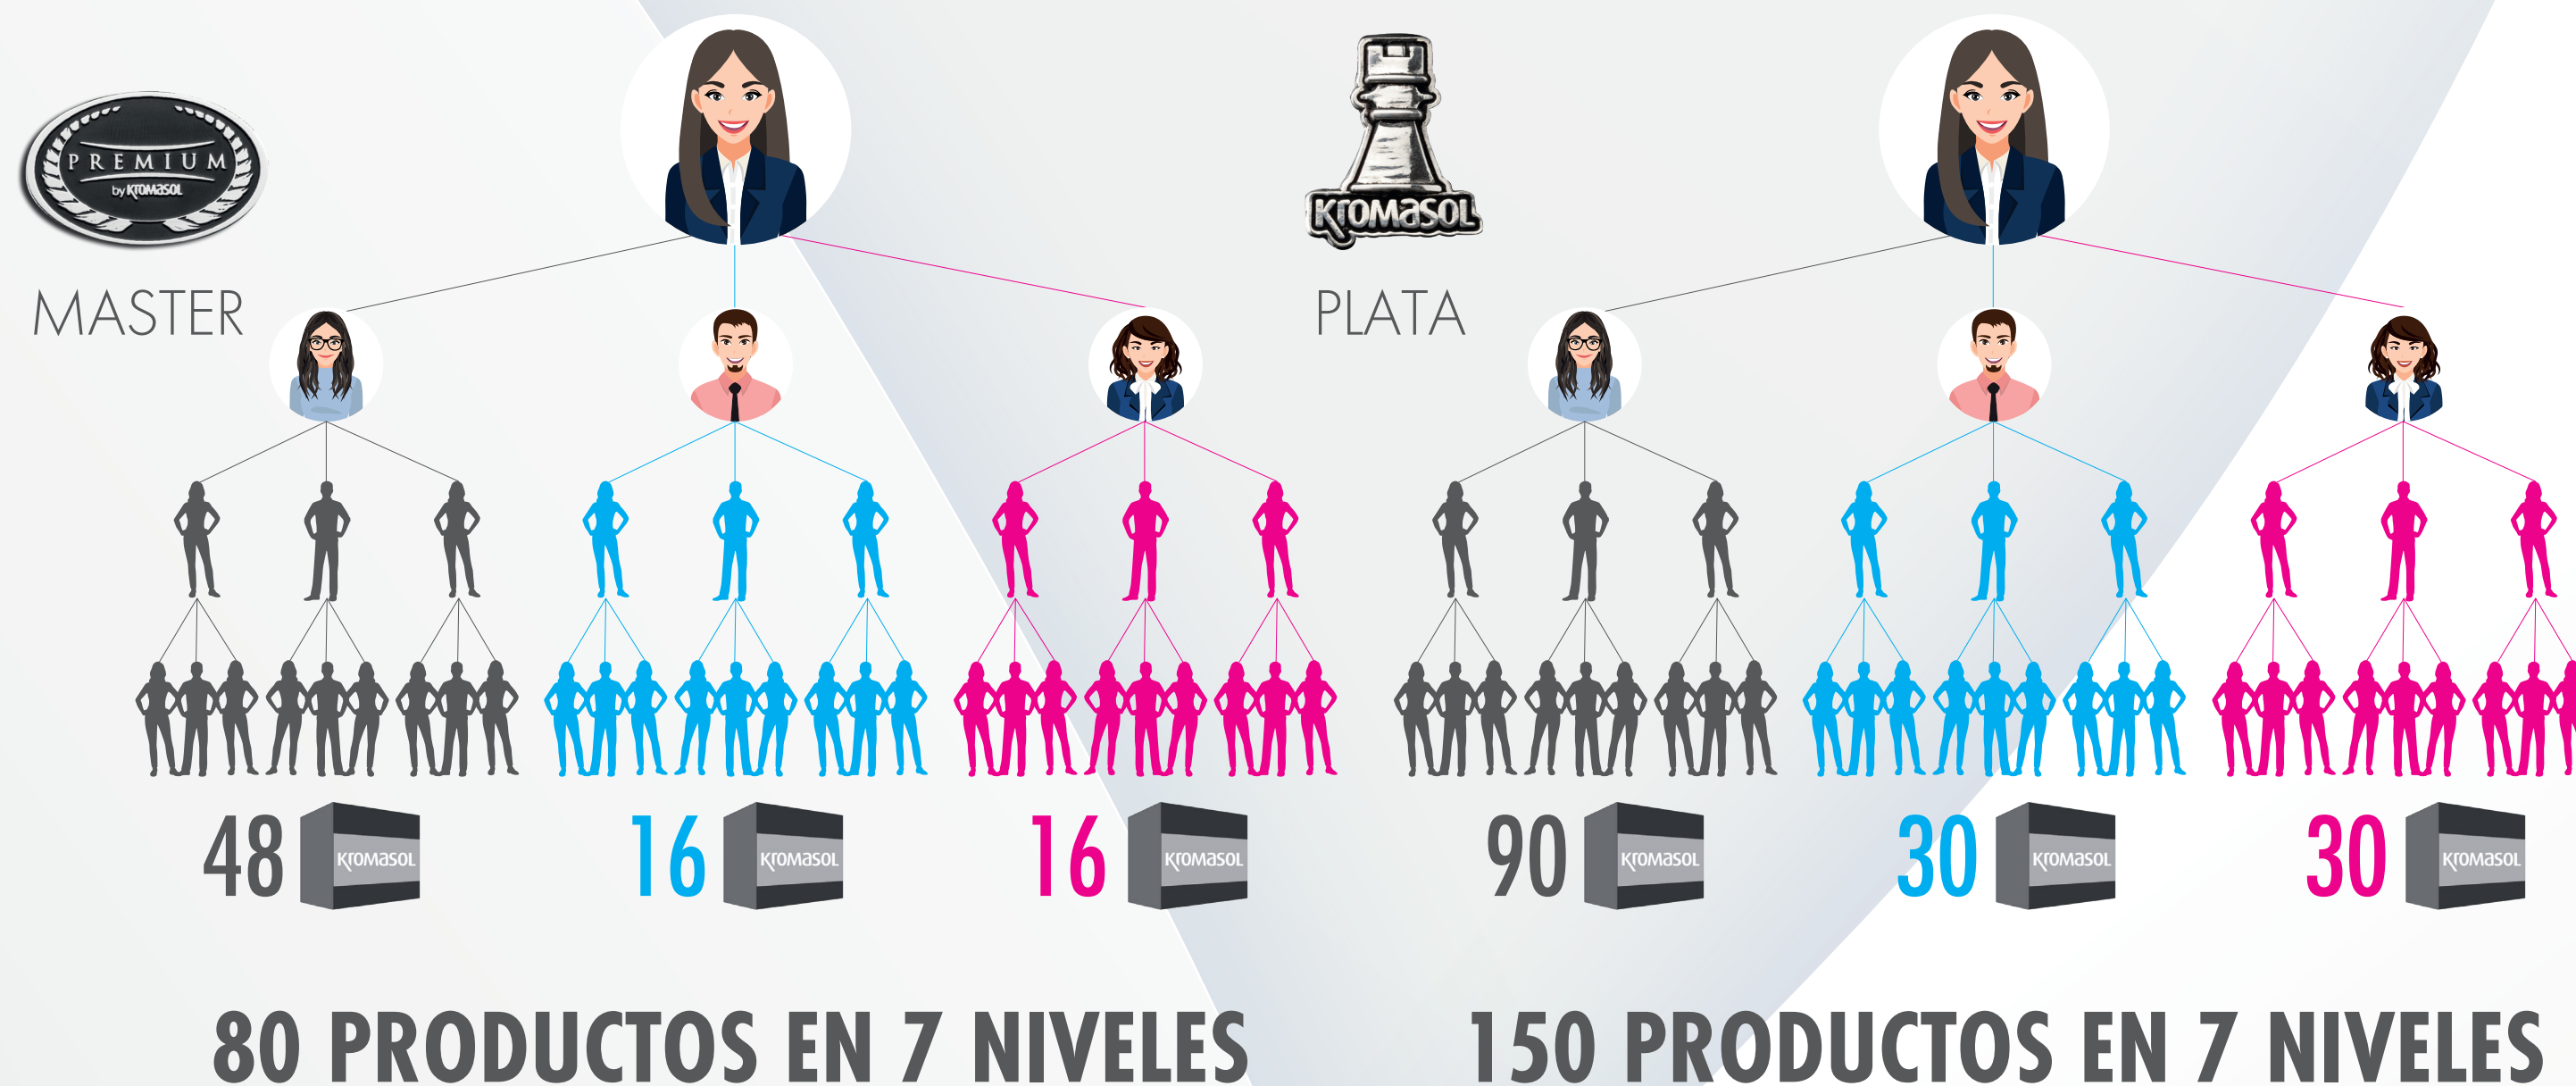 PREMIUM
by KROMASOL
MASTER
KROMASOL
PLATA
48
KROMASOL
16
KROMASOL
16
KROMASOL
90
KROMASOL
30
KROMASOL
30
KROMASOL
80 PRODUCTOS EN 7 NIVELES
150 PRODUCTOS EN 7 NIVELES